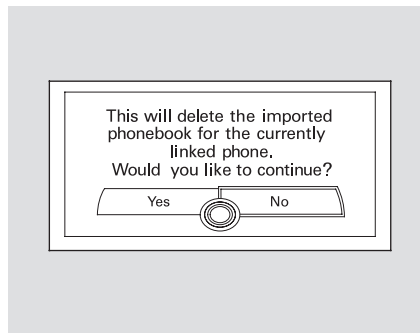 This will delete the imported
phonebook for the currently
linked phone.
Would you like to continue?
Yes
No